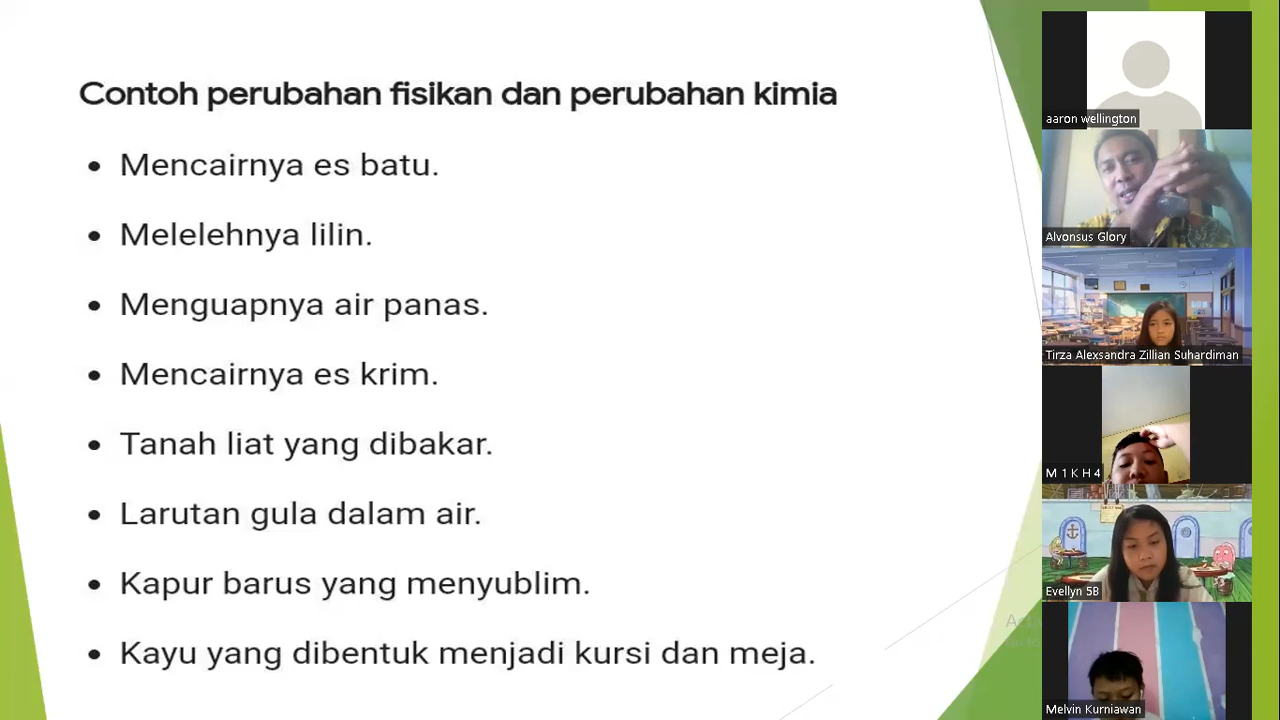 Contoh perubahan fisikan dan perubahan kimia
• Mencairnya es batu.
• Melelehnya lilin.
• Menguapnya air panas.
• Mencairnya es krim.
• Tanah liat yang dibakar.
• Larutan gula dalam air.
• Kapur barus yang menyublim.
• Kayu yang dibentuk menjadi kursi dan meja.
aaron wellington
Alvonsus Glory
Tirza Alexsandra Zillian Suhardiman
M 1 K H 4
Evellyn 5B
Melvin Kurniawan